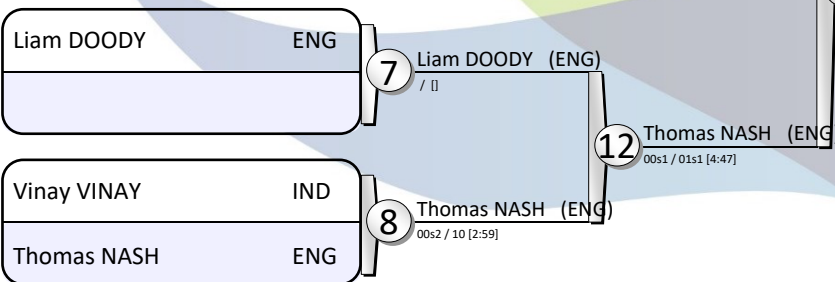 Liam DOODY ENG
7
Liam DOODY (ENG)
/ []
12
Thomas NASH (ENG
00s1 / 01s1 [4:47]
Vinay VINAY IND
8
Thomas NASH (ENG)
00s2 / 10 [2:59]
Thomas NASH ENG